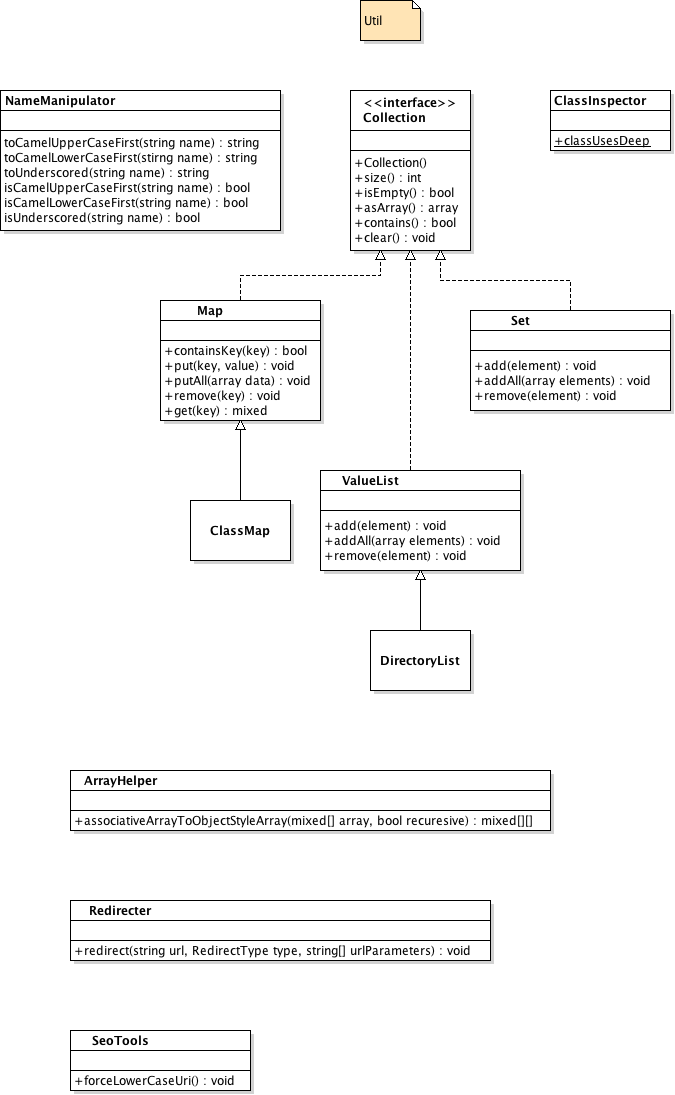 Util
NameManipulator
toCamelUpperCaseFirst(stirng name) : string
toCamelLowerCaseFirst(stirng name) : string
toUnderscored(string name) : string
isCamelUpperCaseFirst(string name) : bool
isCamelLowerCaseFirst(string name) : bool
isUnderscored(string name) : bool
<<interface>>
Collection
+Collection()
+size() : int
+isEmpty() : bool
+asArray() : array
+contains() : bool
+clear() : void
ClassInspector
+classUsesDeep
Map
+containsKey(key) : bool
+put(key, value) : void
+putAll(array data) : void
+remove(key) : void
+get(key) : mixed
Set
+add(element) : void
+addAll(array elements) : void
+remove(element) : void
ClassMap
ValueList
+add(element) : void
+addAll(array elements) : void
+remove(element) : void
DirectoryList
ArrayHelper
+associativeArrayToObjectStyleArray(mixed[] array, bool recuresive) : mixed[][]
Redirecter
+redirect(string url, RedirectType type, string[] urlParameters) : void
SeoTools
+forceLowerCaseUri() : void